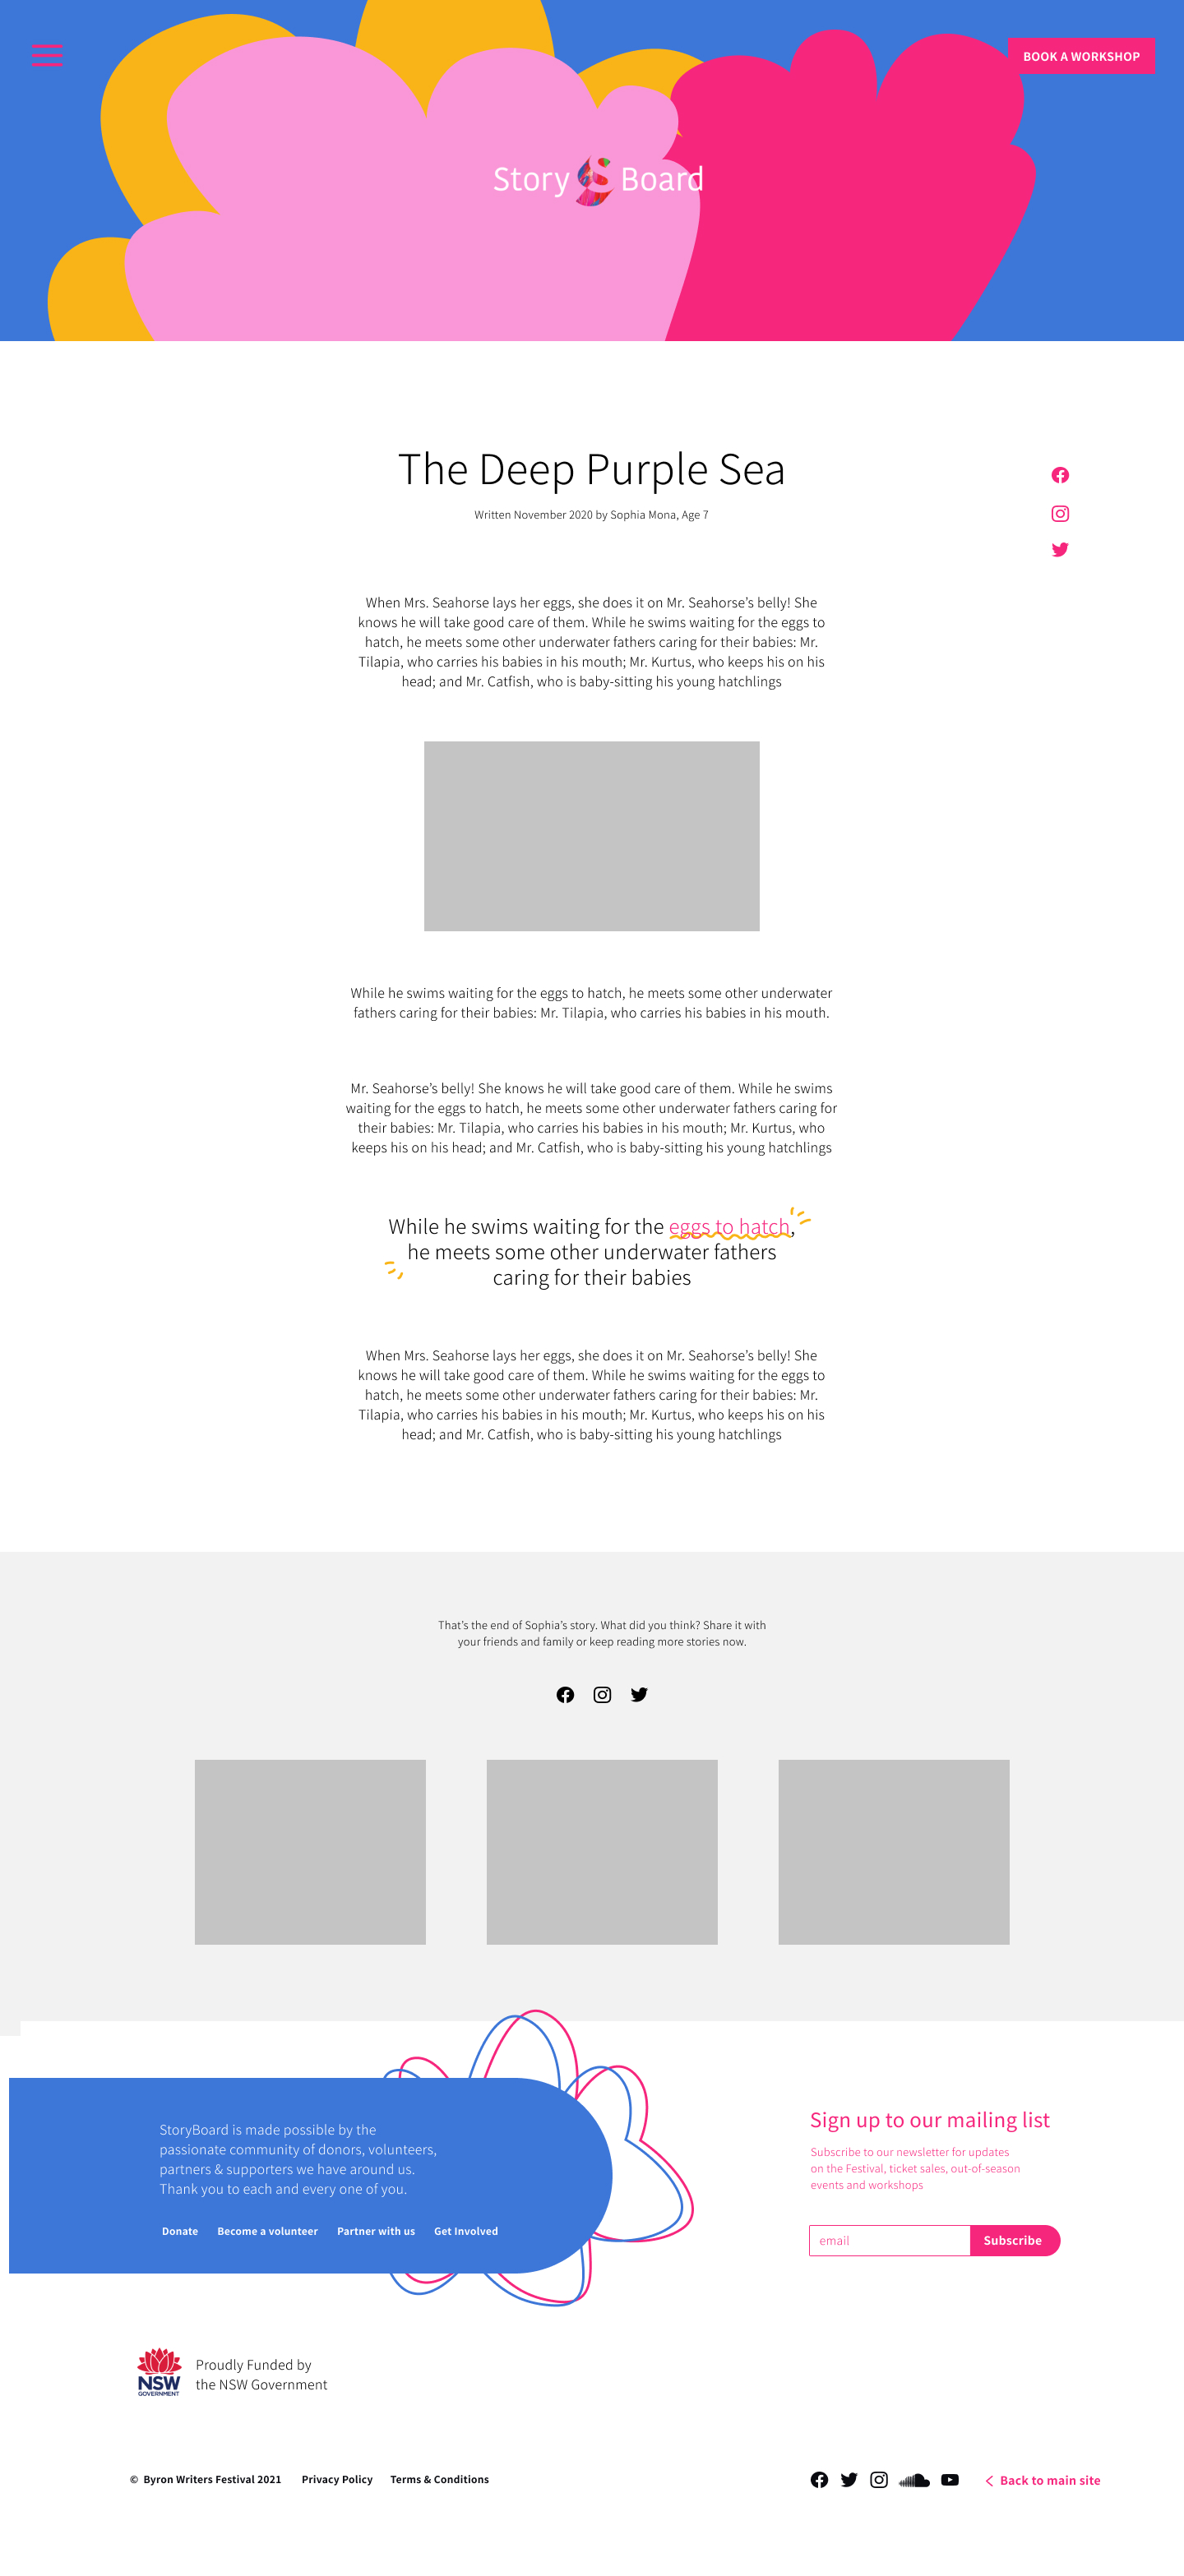 BOOK A WORKSHOP
Story Board
The Deep Purple Sea
Written November 2020 by Sophia Mona, Age 7
When Mrs. Seahorse lays her eggs, she does it on Mr. Seahorse’s belly! She
knows he will take good care of them. While he swims waiting for the eggs to
hatch, he meets some other underwater fathers caring for their babies: Mr.
Tilapia, who carries his babies in his mouth; Mr. Kurtus, who keeps his on his
head; and Mr. Catfish, who is baby-sitting his young hatchlings
While he swims waiting for the eggs to hatch, he meets some other underwater
fathers caring for their babies: Mr. Tilapia, who carries his babies in his mouth.
Mr. Seahorse’s belly! She knows he will take good care of them. While he swims
waiting for the eggs to hatch, he meets some other underwater fathers caring for
their babies: Mr. Tilapia, who carries his babies in his mouth; Mr. Kurtus, who
keeps his on his head; and Mr. Catfish, who is baby-sitting his young hatchlings
While he swims waiting for the eggs to hatch,
he meets some other underwater fathers
caring for their babies
When Mrs. Seahorse lays her eggs, she does it on Mr. Seahorse’s belly! She
knows he will take good care of them. While he swims waiting for the eggs to
hatch, he meets some other underwater fathers caring for their babies: Mr.
Tilapia, who carries his babies in his mouth; Mr. Kurtus, who keeps his on his
head; and Mr. Catfish, who is baby-sitting his young hatchlings
That’s the end of Sophia’s story. What did you think? Share it with
your friends and family or keep reading more stories now.
StoryBoard is made possible by the
passionate community of donors, volunteers,
partners & supporters we have around us.
Thank you to each and every one of you.
Donate Become a volunteer Partner with us Get Involved
Sign up to our mailing list
Subscribe to our newsletter for updates
on the Festival, ticket sales, out-of-season
events and workshops
email Subscribe
NSW
GOVERNMENT
Proudly Funded by
the NSW Government
© Byron Writers Festival 2021 Privacy Policy Terms & Conditions
Back to main site